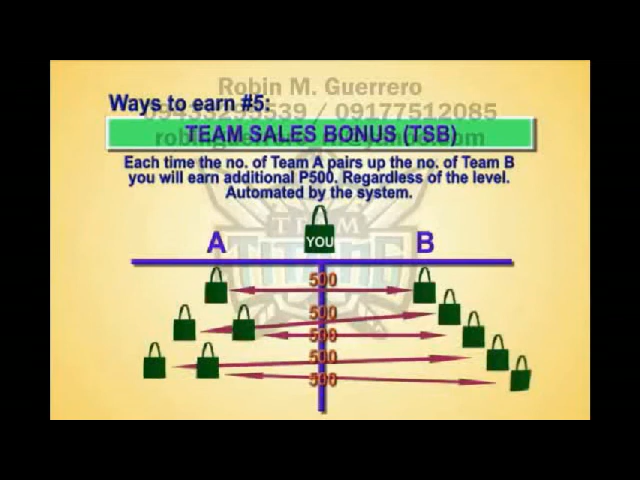 Robin M. Guerrero
Ways to earn #5:
09433295539 / 09177512085
TEAM SALES BONUS (TSB)
Each time the no. of Team A pairs up the no. of Team B
you will earn additional P500. Regardless of the level.
Automated by the system.
TEAM
A
YOU
B
500
500
500
500
500